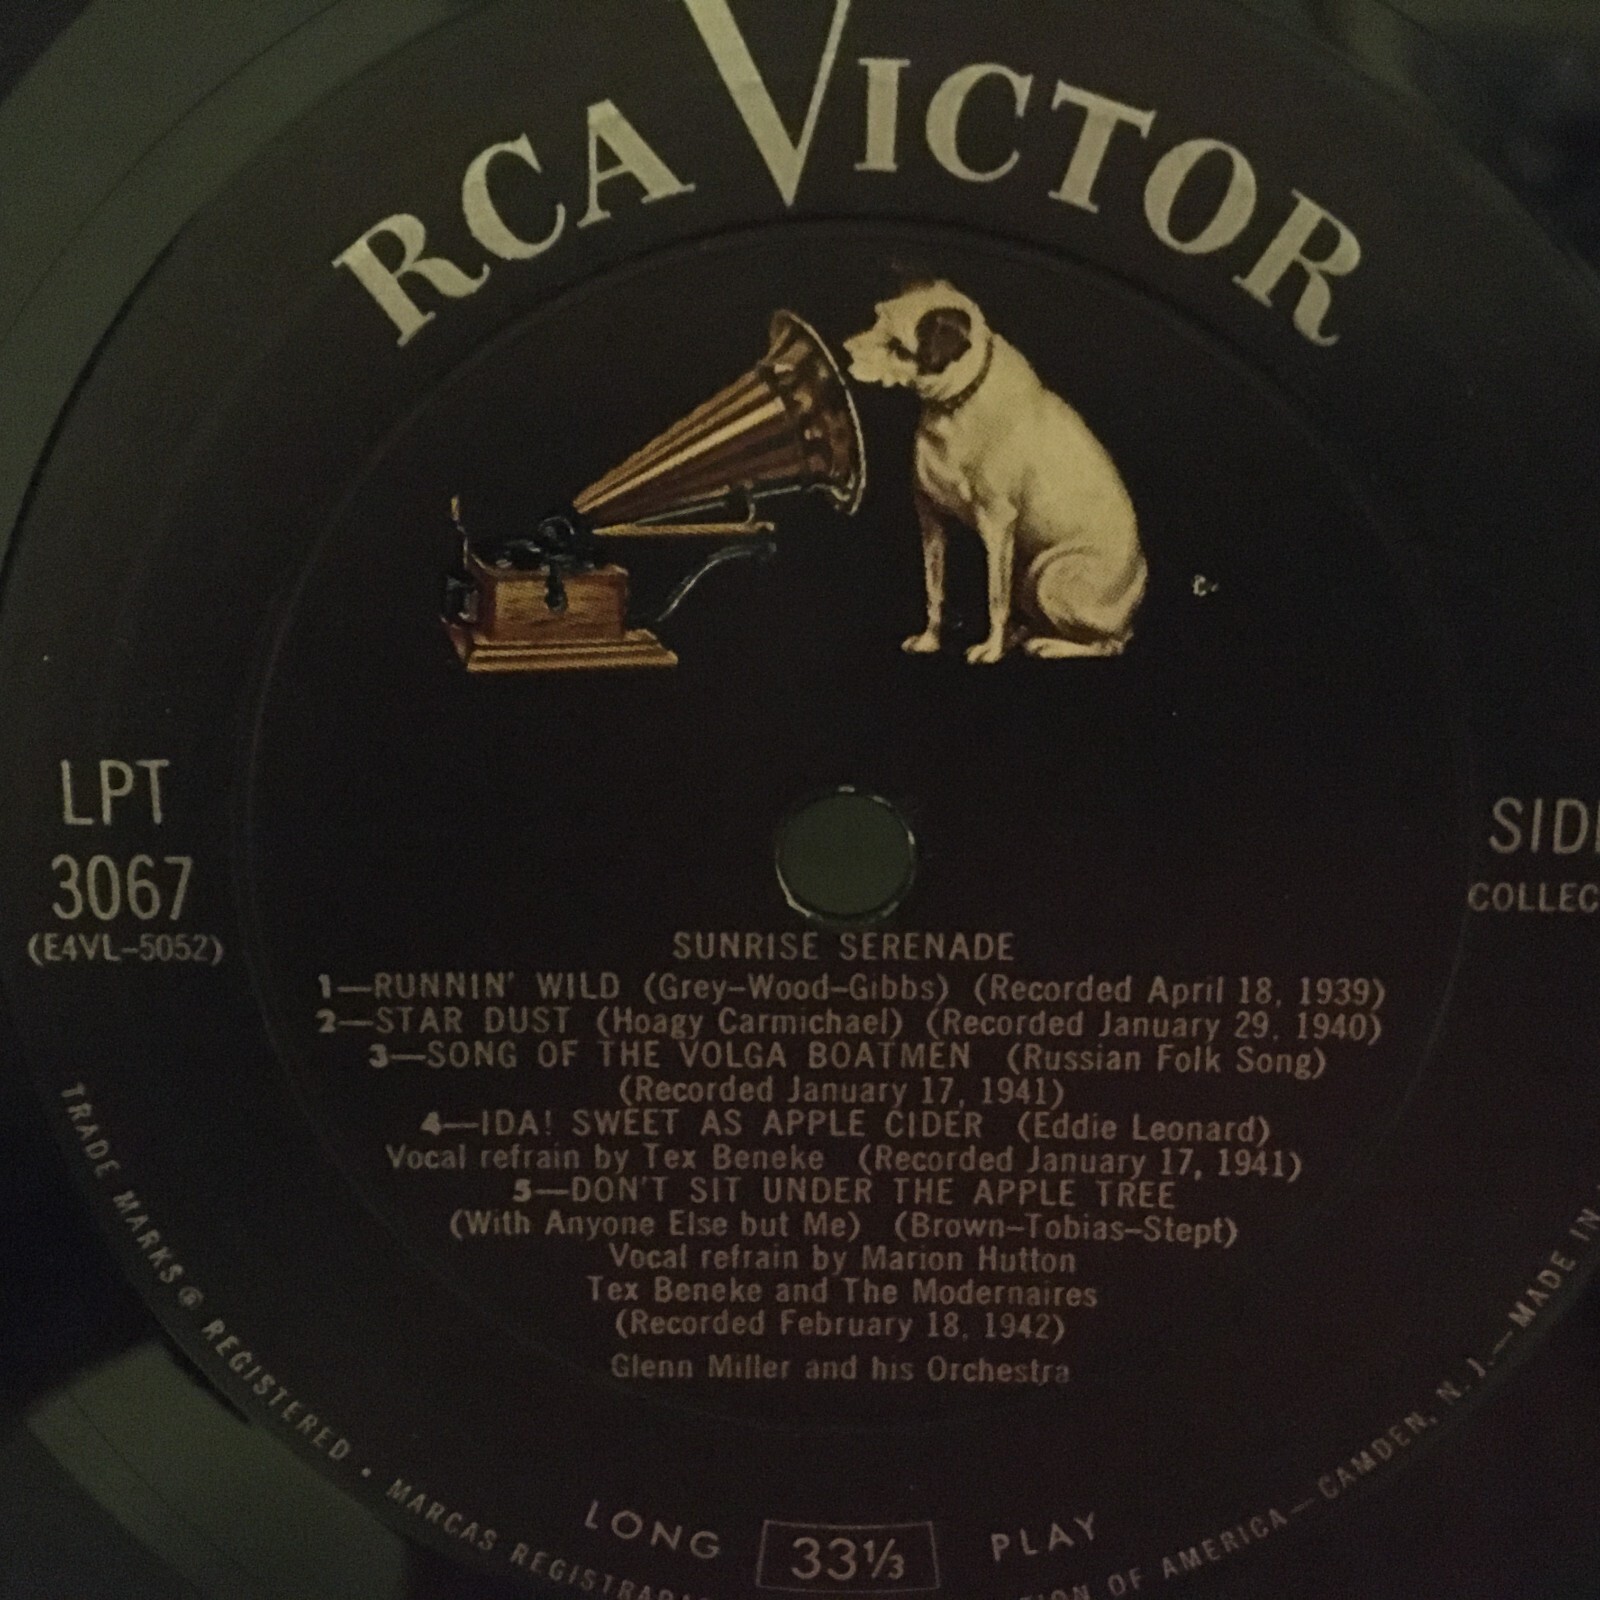 RCA VICTOR
LPT
3067
(E4VL-5052)
SUNRISE SERENADE
1—RUNNIN' WILD (Grey-Wood-Gibbs) (Recorded April 18, 1939)
2—STAR DUST (Hoagy Carmichael) (Recorded January 29, 1940)
3—SONG OF THE VOLGA BOATMEN (Russian Folk Song)
(Recorded January 17, 1941)
4—IDA! SWEET AS APPLE CIDER (Eddie Leonard)
Vocal refrain by Tex Beneke (Recorded January 17, 1941)
5—DON'T SIT UNDER THE APPLE TREE
(With Anyone Else but Me) (Brown-Tobias-Stept)
Vocal refrain by Marion Hutton
Tex Beneke and The Modernaires
(Recorded February 18, 1942)
Glenn Miller and his Orchestra
LONG 33⅓ PLAY
TRADE MARKS ® REGISTERED • MARCAS
OF AMERICA—CAMDEN, N. J.—MADE IN